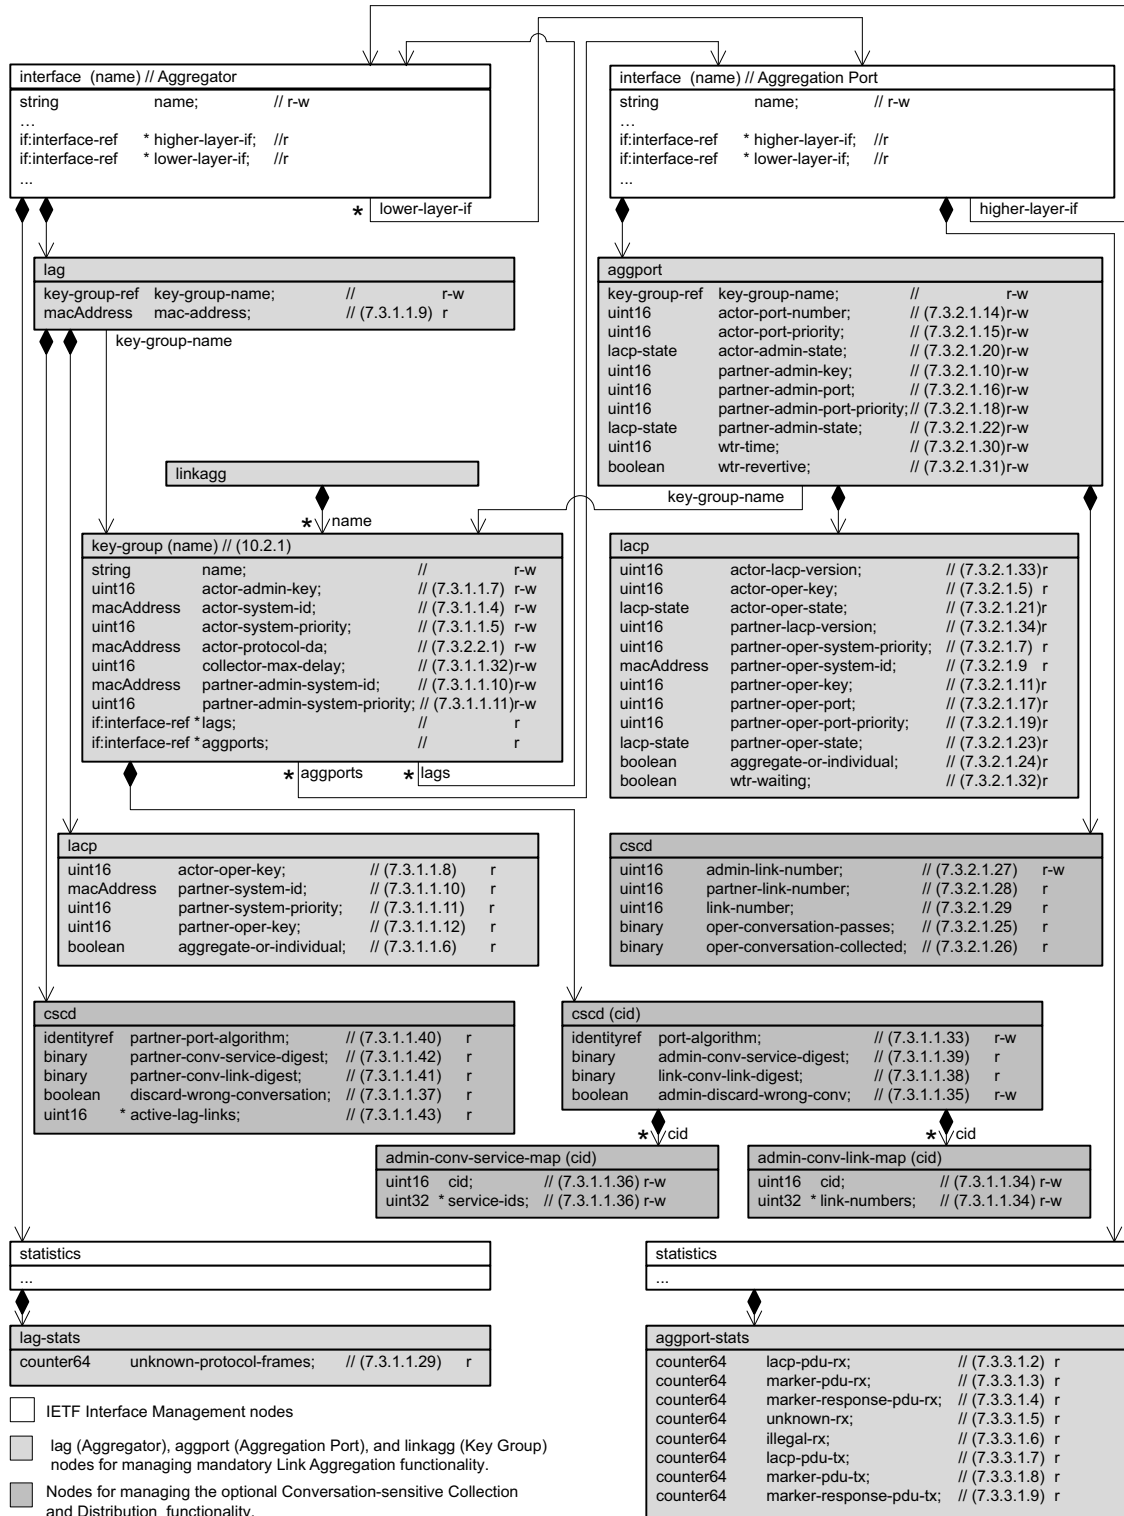 interface (name) // Aggregator
string name; // r-w
...
if:interface-ref * higher-layer-if; //r
if:interface-ref * lower-layer-if; //r
...
interface (name) // Aggregation Port
string name; // r-w
...
if:interface-ref * higher-layer-if; //r
if:interface-ref * lower-layer-if; //r
...
* lower-layer-if
higher-layer-if
lag
key-group-ref key-group-name; // r-w
macAddress mac-address; // (7.3.1.1.9) r
key-group-name
aggport
key-group-ref key-group-name; // r-w
uint16 actor-port-number; // (7.3.2.1.14)r-w
uint16 actor-port-priority; // (7.3.2.1.15)r-w
lacp-state actor-admin-state; // (7.3.2.1.20)r-w
uint16 partner-admin-key; // (7.3.2.1.10)r-w
uint16 partner-admin-port; // (7.3.2.1.16)r-w
uint16 partner-admin-port-priority; // (7.3.2.1.18)r-w
lacp-state partner-admin-state; // (7.3.2.1.22)r-w
uint16 wtr-time; // (7.3.2.1.30)r-w
boolean wtr-revertive; // (7.3.2.1.31)r-w
key-group-name
linkagg
* name
key-group (name) // (10.2.1)
string name; // r-w
uint16 actor-admin-key; // (7.3.1.1.7) r-w
macAddress actor-system-id; // (7.3.1.1.4) r-w
uint16 actor-system-priority; // (7.3.1.1.5) r-w
macAddress actor-protocol-da; // (7.3.2.2.1) r-w
uint16 collector-max-delay; // (7.3.1.1.32)r-w
macAddress partner-admin-system-id; // (7.3.1.1.10)r-w
uint16 partner-admin-system-priority; // (7.3.1.1.11)r-w
if:interface-ref * lags; // r
if:interface-ref * aggports; // r
* aggports * lags
lacp
uint16 actor-lacp-version; // (7.3.2.1.33)r
uint16 actor-oper-key; // (7.3.2.1.5) r
lacp-state actor-oper-state; // (7.3.2.1.21)r
uint16 partner-lacp-version; // (7.3.2.1.34)r
uint16 partner-oper-system-priority; // (7.3.2.1.7) r
macAddress partner-oper-system-id; // (7.3.2.1.9 r
uint16 partner-oper-key; // (7.3.2.1.11)r
uint16 partner-oper-port; // (7.3.2.1.17)r
uint16 partner-oper-port-priority; // (7.3.2.1.19)r
lacp-state partner-oper-state; // (7.3.2.1.23)r
boolean aggregate-or-individual; // (7.3.2.1.24)r
boolean wtr-waiting; // (7.3.2.1.32)r
lacp
uint16 actor-oper-key; // (7.3.1.1.8) r
macAddress partner-system-id; // (7.3.1.1.10) r
uint16 partner-system-priority; // (7.3.1.1.11) r
uint16 partner-oper-key; // (7.3.1.1.12) r
boolean aggregate-or-individual; // (7.3.1.1.6) r
cscd
uint16 admin-link-number; // (7.3.2.1.27) r-w
uint16 partner-link-number; // (7.3.2.1.28) r
uint16 link-number; // (7.3.2.1.29 r
binary oper-conversation-passes; // (7.3.2.1.25) r
binary oper-conversation-collected; // (7.3.2.1.26) r
cscd
identityref partner-port-algorithm; // (7.3.1.1.40) r
binary partner-conv-service-digest; // (7.3.1.1.42) r
binary partner-conv-link-digest; // (7.3.1.1.41) r
boolean discard-wrong-conversation; // (7.3.1.1.37) r
uint16 * active-lag-links; // (7.3.1.1.43) r
cscd (cid)
identityref port-algorithm; // (7.3.1.1.33) r-w
binary admin-conv-service-digest; // (7.3.1.1.39) r
binary link-conv-link-digest; // (7.3.1.1.38) r
boolean admin-discard-wrong-conv; // (7.3.1.1.35) r-w
* cid
* cid
admin-conv-service-map (cid)
uint16 cid; // (7.3.1.1.36) r-w
uint32 * service-ids; // (7.3.1.1.36) r-w
admin-conv-link-map (cid)
uint16 cid; // (7.3.1.1.34) r-w
uint32 * link-numbers; // (7.3.1.1.34) r-w
statistics
...
lag-stats
counter64 unknown-protocol-frames; // (7.3.1.1.29) r
statistics
...
aggport-stats
counter64 lacp-pdu-rx; // (7.3.3.1.2) r
counter64 marker-pdu-rx; // (7.3.3.1.3) r
counter64 marker-response-pdu-rx; // (7.3.3.1.4) r
counter64 unknown-rx; // (7.3.3.1.5) r
counter64 illegal-rx; // (7.3.3.1.6) r
counter64 lacp-pdu-tx; // (7.3.3.1.7) r
counter64 marker-pdu-tx; // (7.3.3.1.8) r
counter64 marker-response-pdu-tx; // (7.3.3.1.9) r
IETF Interface Management nodes
lag (Aggregator), aggport (Aggregation Port), and linkagg (Key Group)
nodes for managing mandatory Link Aggregation functionality.
Nodes for managing the optional Conversation-sensitive Collection
and Distribution functionality.